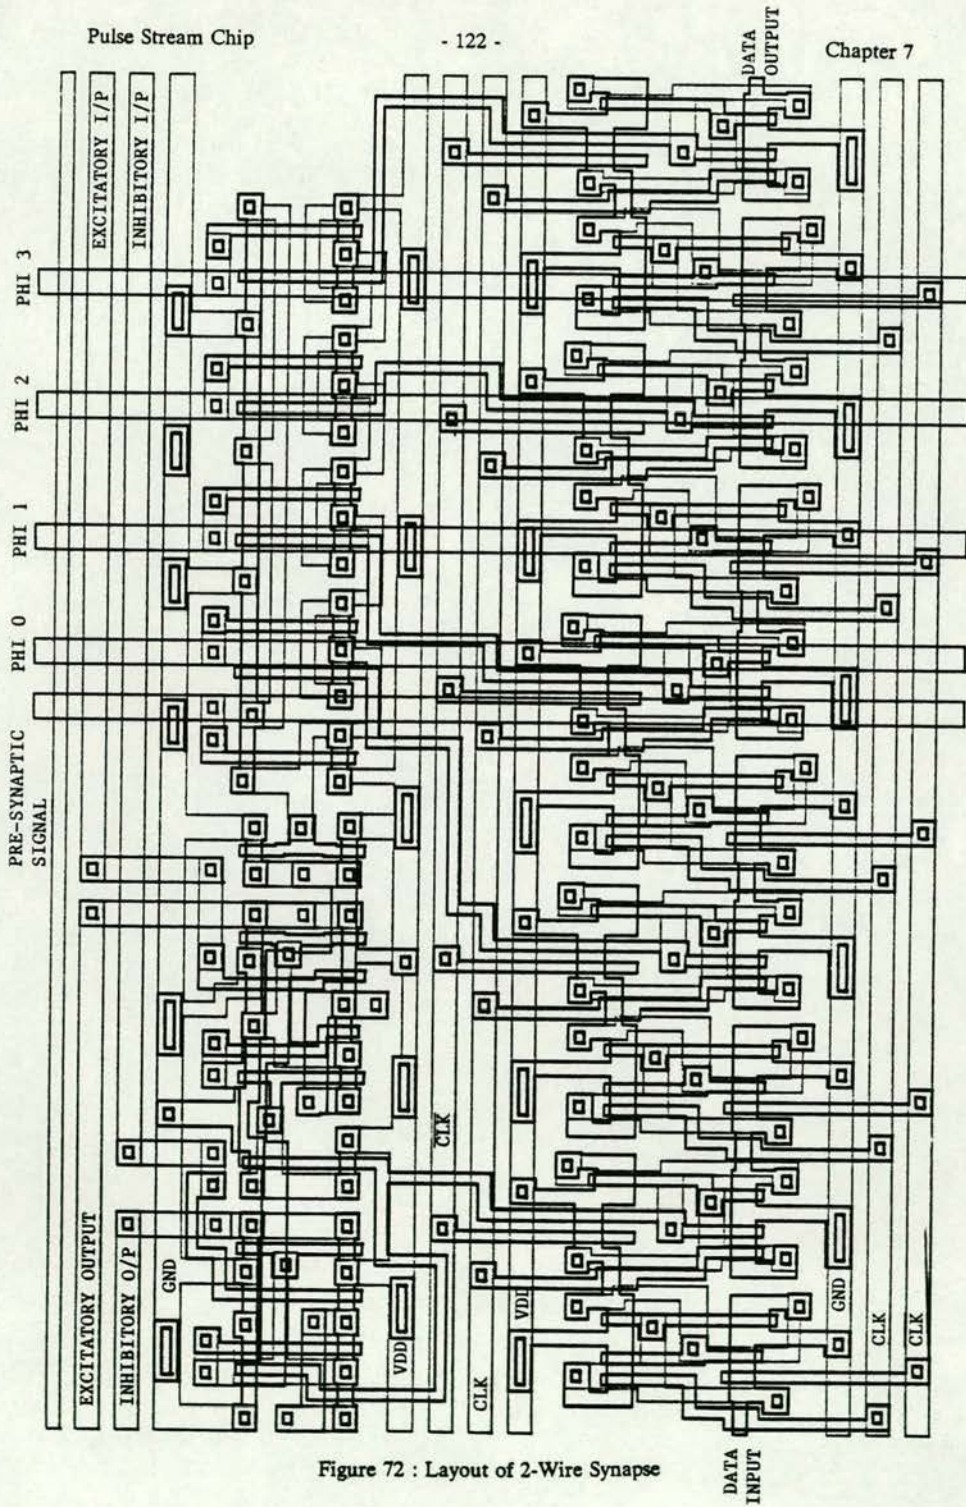 Pulse Stream Chip
- 122 -
Chapter 7
DATA
OUTPUT
EXCITATORY I/P
INHIBITORY I/P
PHI 3
PHI 2
PHI 1
PHI 0
PRE-SYNAPTIC
SIGNAL
EXCITATORY OUTPUT
INHIBITORY O/P
GND
VDD
CLK
CLK
VDD
GND
CLK
CLK
DATA
INPUT
Figure 72 : Layout of 2-Wire Synapse